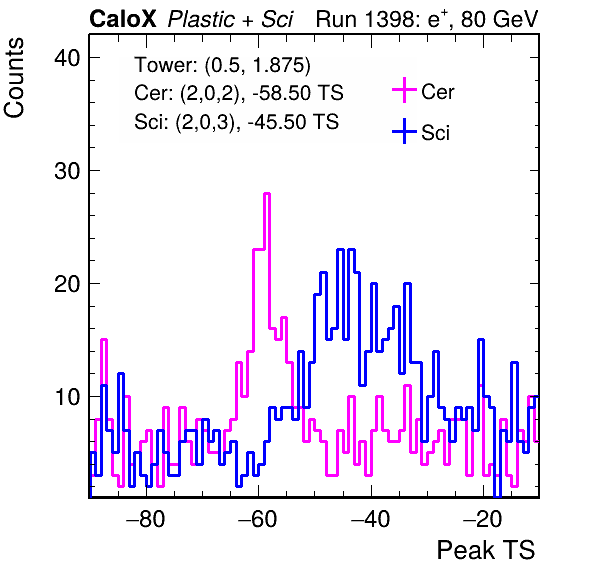 CaloX Plastic + Sci Run 1398: e+, 80 GeV
Counts
40
30
20
10
Tower: (0.5, 1.875)
Cer: (2,0,2), -58.50 TS
Sci: (2,0,3), -45.50 TS
Cer
Sci
−80 −60 −40 −20
Peak TS